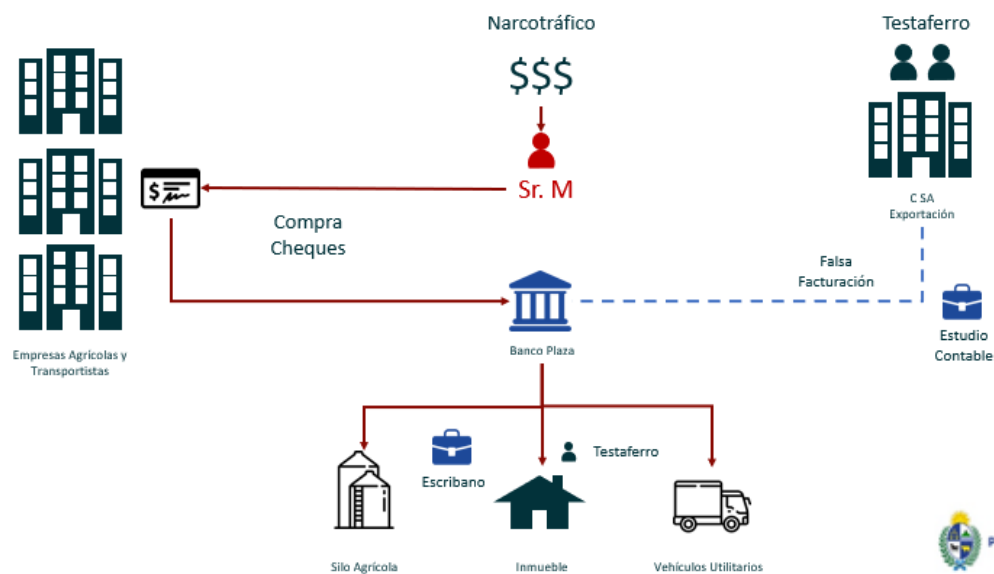 Narcotráfico
Testaferro
$$$
$
Sr. M
C SA
Exportación
Compra
Cheques
Falsa
Facturación
Empresas Agrícolas y
Transportistas
Banco Plaza
Estudio
Contable
Escribano
Testaferro
Silo Agrícola
Inmueble
Vehículos Utilitarios
P